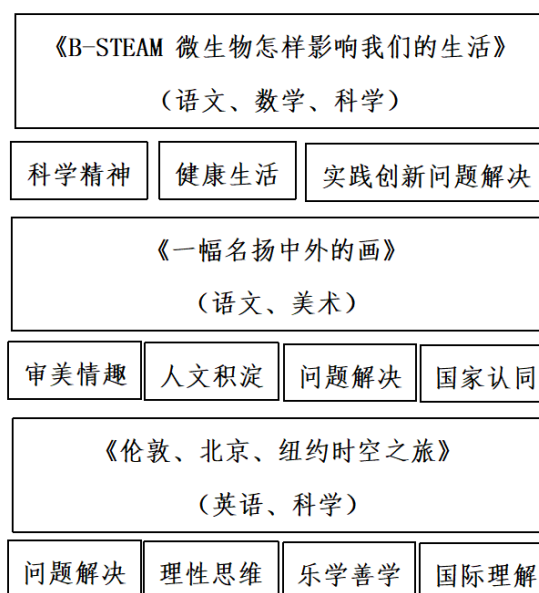 《B-STEAM 微生物怎样影响我们的生活》
（语文、数学、科学）
科学精神 健康生活 实践创新问题解决
《一幅名扬中外的画》
（语文、美术）
审美情趣 人文积淀 问题解决 国家认同
《伦敦、北京、纽约时空之旅》
（英语、科学）
问题解决 理性思维 乐学善学 国际理解